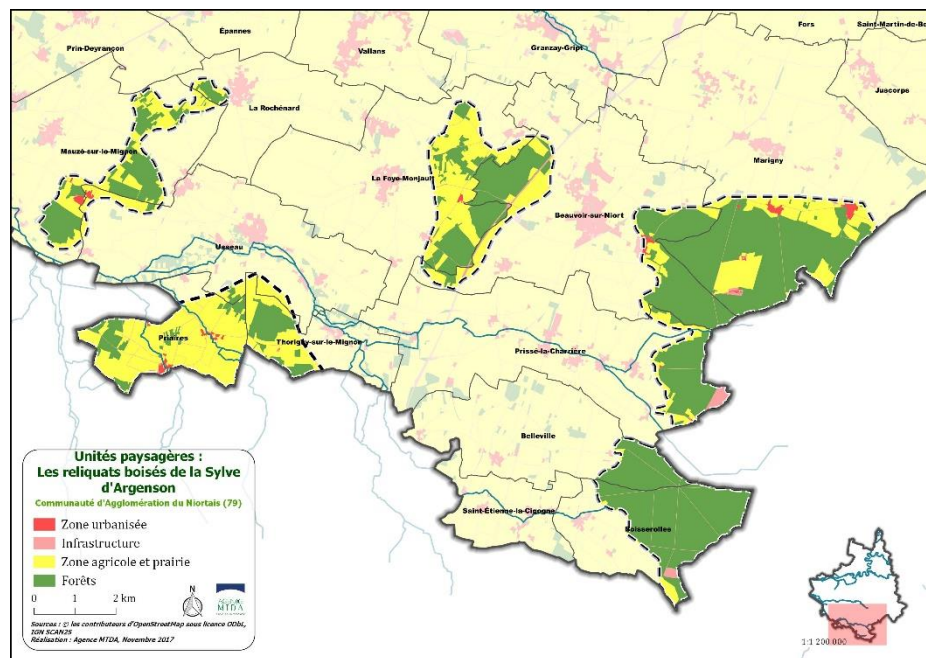 Fors
Saint-Martin-de-Be
Épannes
Prin-Deyrançon
Vallans
Granzay-Gript
Juscorps
La Rochénard
Mauzé-sur-le-Mignon
Marigny
La Foye-Monjault
Beauvoir-sur-Niort
Usseau
Priaires
Thorigny-sur-le-Mignon
Prissé-la-Charrière
Belleville
Saint-Étienne-la-Cigogne
Boisserolles
Unités paysagères :
Les reliquats boisés de la Sylve
d'Argenson
Communauté d'Agglomération du Niortais (79)
Zone urbanisée
Infrastructure
Zone agricole et prairie
Forêts
0 1 2 km
N
AGENCE
MTDA
Sources : © les contributeurs d'OpenStreetMap sous licence ODbL,
IGN SCAN25
Réalisation : Agence MTDA, Novembre 2017
1:1 200 000